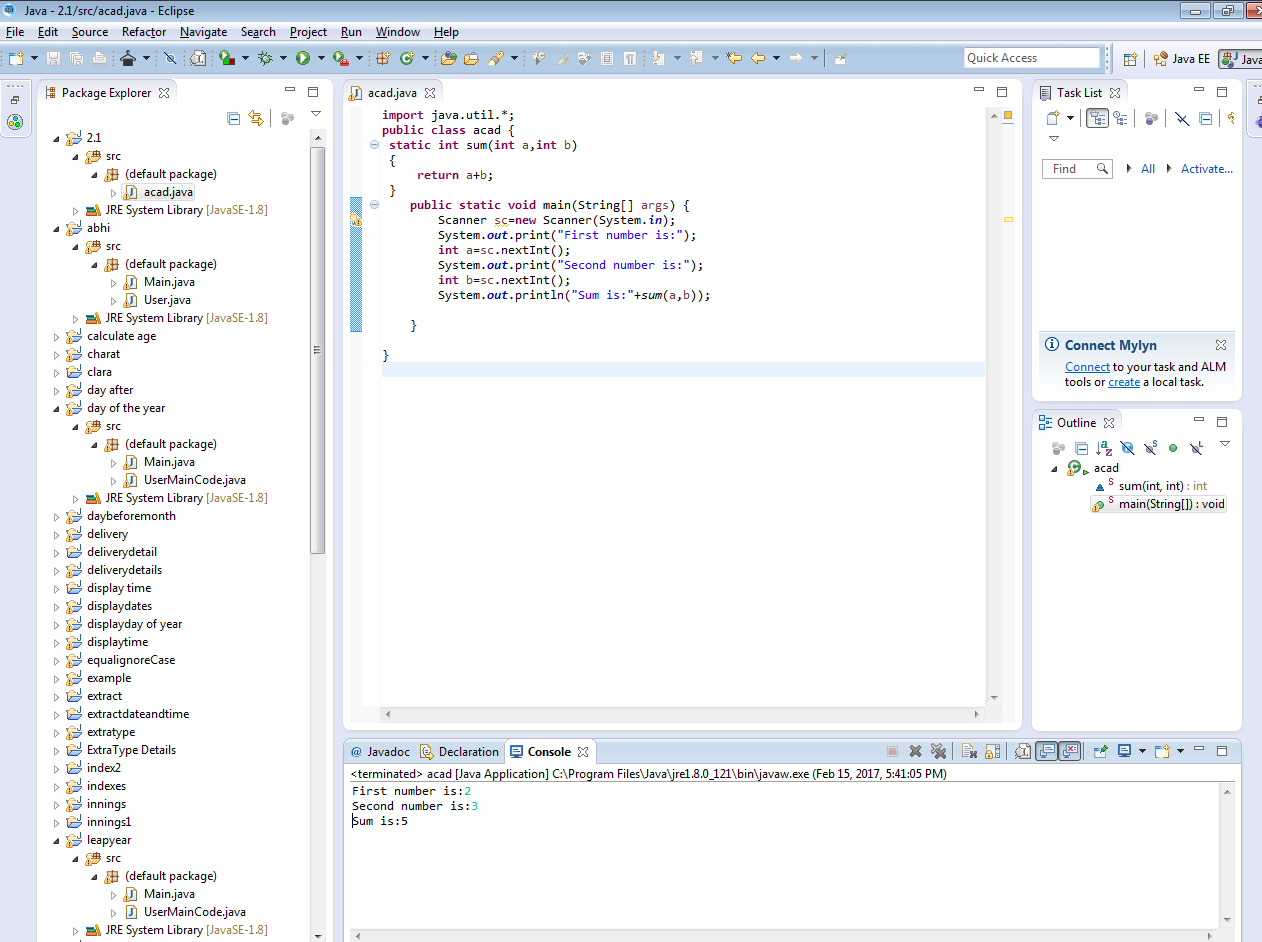 Java - 2.1/src/acad.java - Eclipse
File Edit Source Refactor Navigate Search Project Run Window Help
Quick Access
Java EE
Java
Package Explorer
2.1
src
(default package)
acad.java
JRE System Library [JavaSE-1.8]
abhi
src
(default package)
Main.java
User.java
JRE System Library [JavaSE-1.8]
calculate age
charat
clara
day after
day of the year
src
(default package)
Main.java
UserMainCode.java
JRE System Library [JavaSE-1.8]
daybeforemonth
delivery
deliverydetail
deliverydetails
display time
displaydates
displayday of year
displaytime
equalignoreCase
example
extract
extractdateandtime
extratype
ExtraType Details
index2
indexes
innings
innings1
leapyear
src
(default package)
Main.java
UserMainCode.java
JRE System Library [JavaSE-1.8]
acad.java
import java.util.*;
public class acad {
static int sum(int a,int b)
{
return a+b;
}
public static void main(String[] args) {
Scanner sc=new Scanner(System.in);
System.out.print("First number is:");
int a=sc.nextInt();
System.out.print("Second number is:");
int b=sc.nextInt();
System.out.println("Sum is:"+sum(a,b));
}
}
Task List
Find All Activate...
Connect Mylyn
Connect to your task and ALM
tools or create a local task.
Outline
acad
sum(int, int) : int
main(String[]) : void
@ Javadoc Declaration Console
<terminated> acad [Java Application] C:\Program Files\Java\jre1.8.0_121\bin\javaw.exe (Feb 15, 2017, 5:41:05 PM)
First number is:2
Second number is:3
Sum is:5